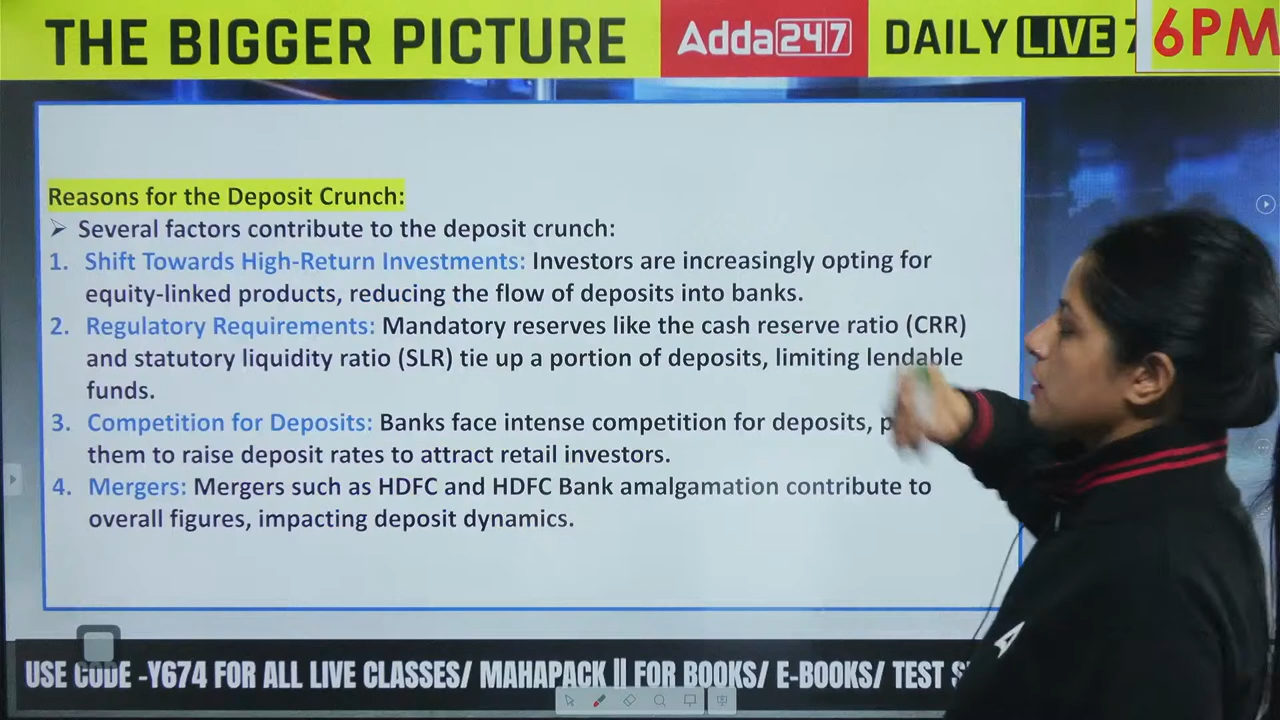 THE BIGGER PICTURE
Adda247
DAILY LIVE 7
6PM
Reasons for the Deposit Crunch:
➢ Several factors contribute to the deposit crunch:
1. Shift Towards High-Return Investments: Investors are increasingly opting for
equity-linked products, reducing the flow of deposits into banks.
2. Regulatory Requirements: Mandatory reserves like the cash reserve ratio (CRR)
and statutory liquidity ratio (SLR) tie up a portion of deposits, limiting lendable
funds.
3. Competition for Deposits: Banks face intense competition for deposits,
them to raise deposit rates to attract retail investors.
4. Mergers: Mergers such as HDFC and HDFC Bank amalgamation contribute to
overall figures, impacting deposit dynamics.
USE CODE -Y674 FOR ALL LIVE CLASSES/ MAHAPACK || FOR BOOKS/ E-BOOKS/ TEST